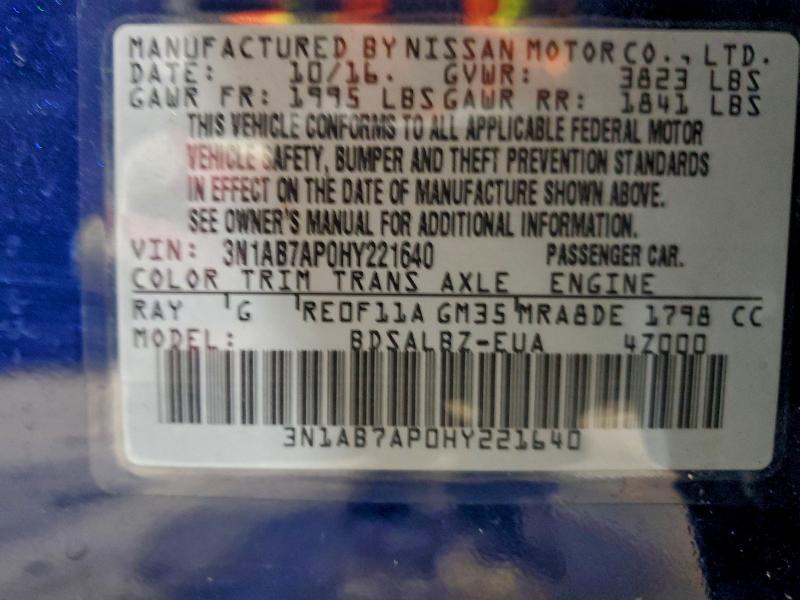 MANUFACTURED BY NISSAN MOTOR CO., LTD.
DATE: 10/16. GVWR: 3823 LBS
GAWR FR: 1995 LBS GAWR RR: 1841 LBS
THIS VEHICLE CONFORMS TO ALL APPLICABLE FEDERAL MOTOR
VEHICLE SAFETY, BUMPER AND THEFT PREVENTION STANDARDS
IN EFFECT ON THE DATE OF MANUFACTURE SHOWN ABOVE.
SEE OWNER'S MANUAL FOR ADDITIONAL INFORMATION.
VIN: 3N1AB7AP0HY221640 PASSENGER CAR.
COLOR TRIM TRANS AXLE ENGINE
RAY G RE0F11A GM35 MRA8DE 1798 CC
MODEL: BDSALBZ-EUA 4Z000
3N1AB7AP0HY221640